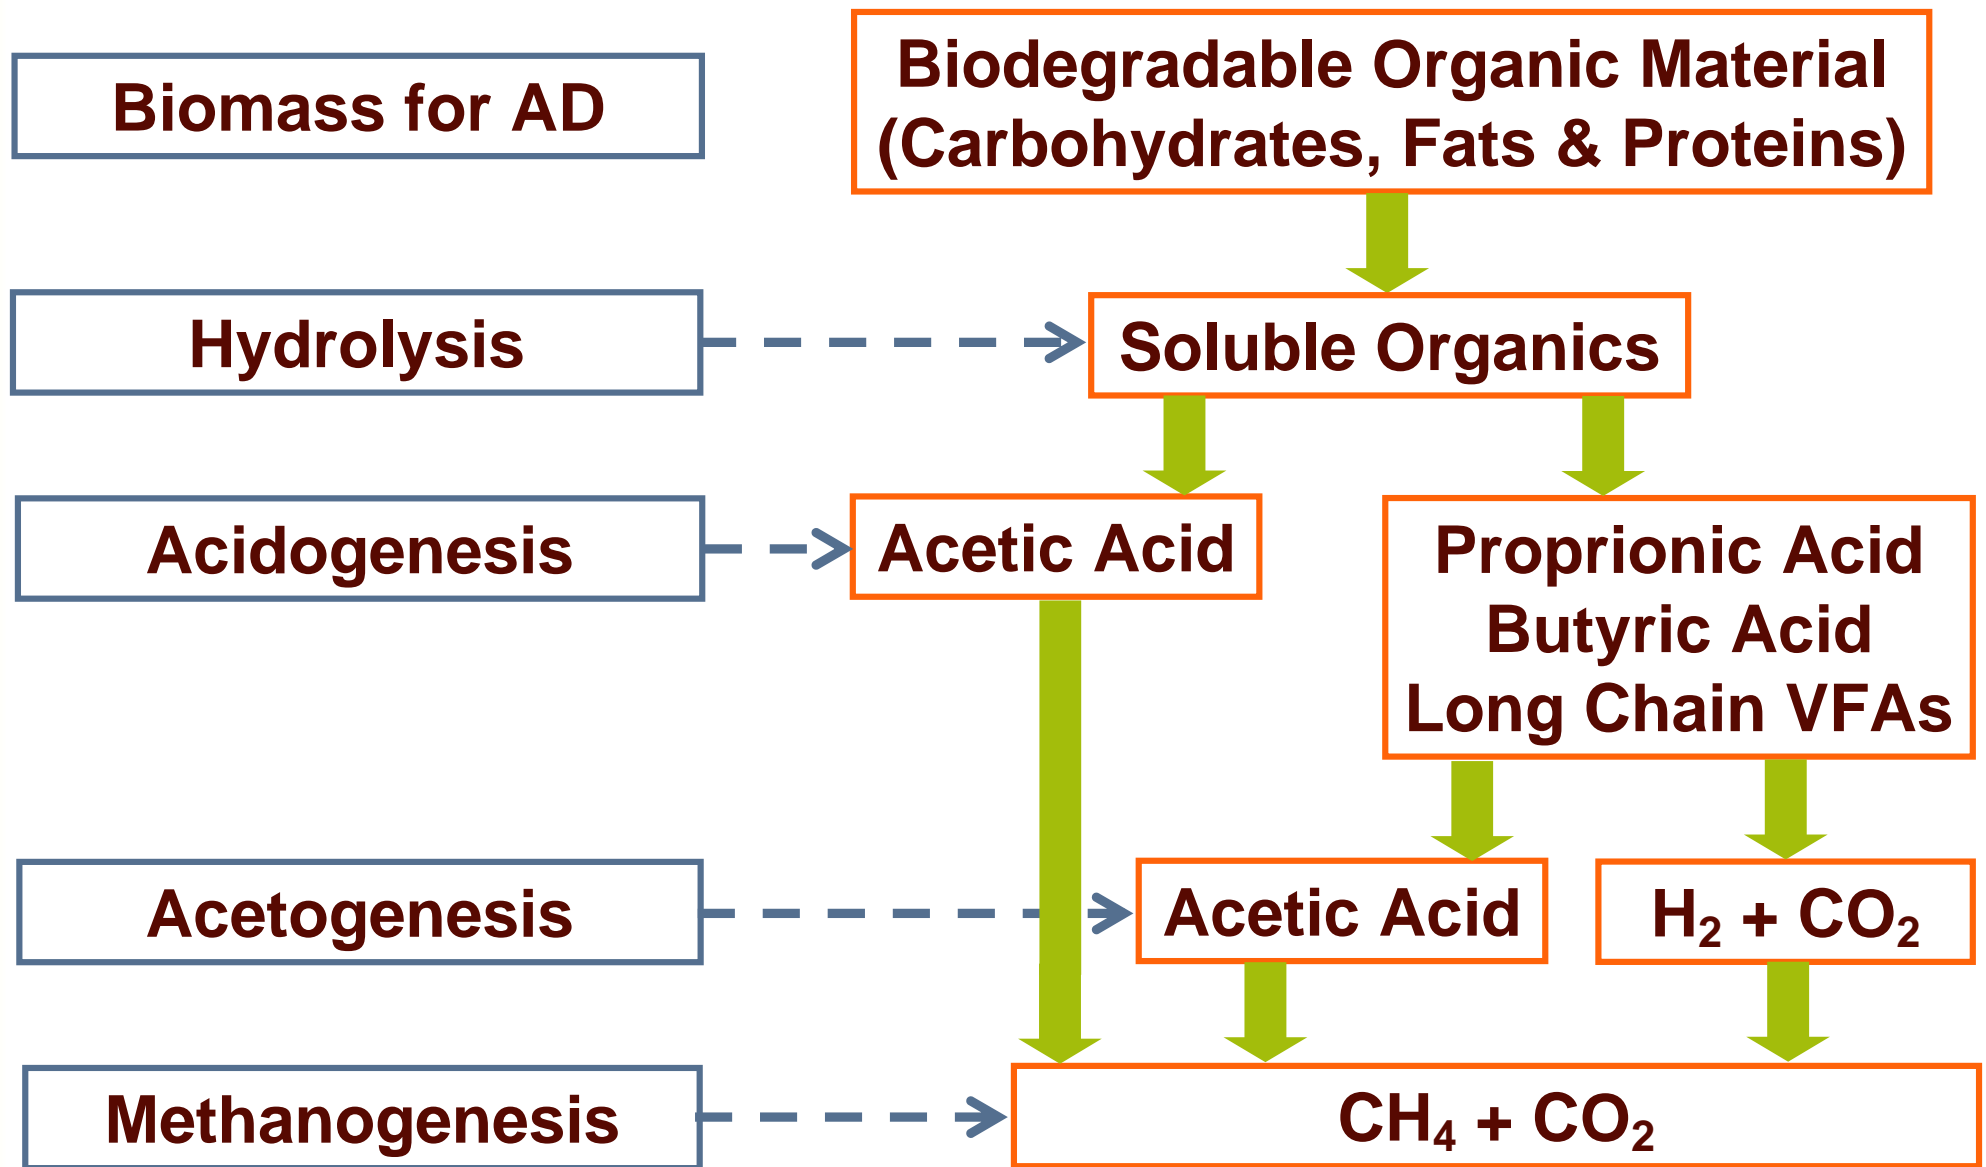 Biomass for AD
Biodegradable Organic Material
(Carbohydrates, Fats & Proteins)
Hydrolysis
Soluble Organics
Acidogenesis
Acetic Acid
Proprionic Acid
Butyric Acid
Long Chain VFAs
Acetogenesis
Acetic Acid
H₂ + CO₂
Methanogenesis
CH₄ + CO₂